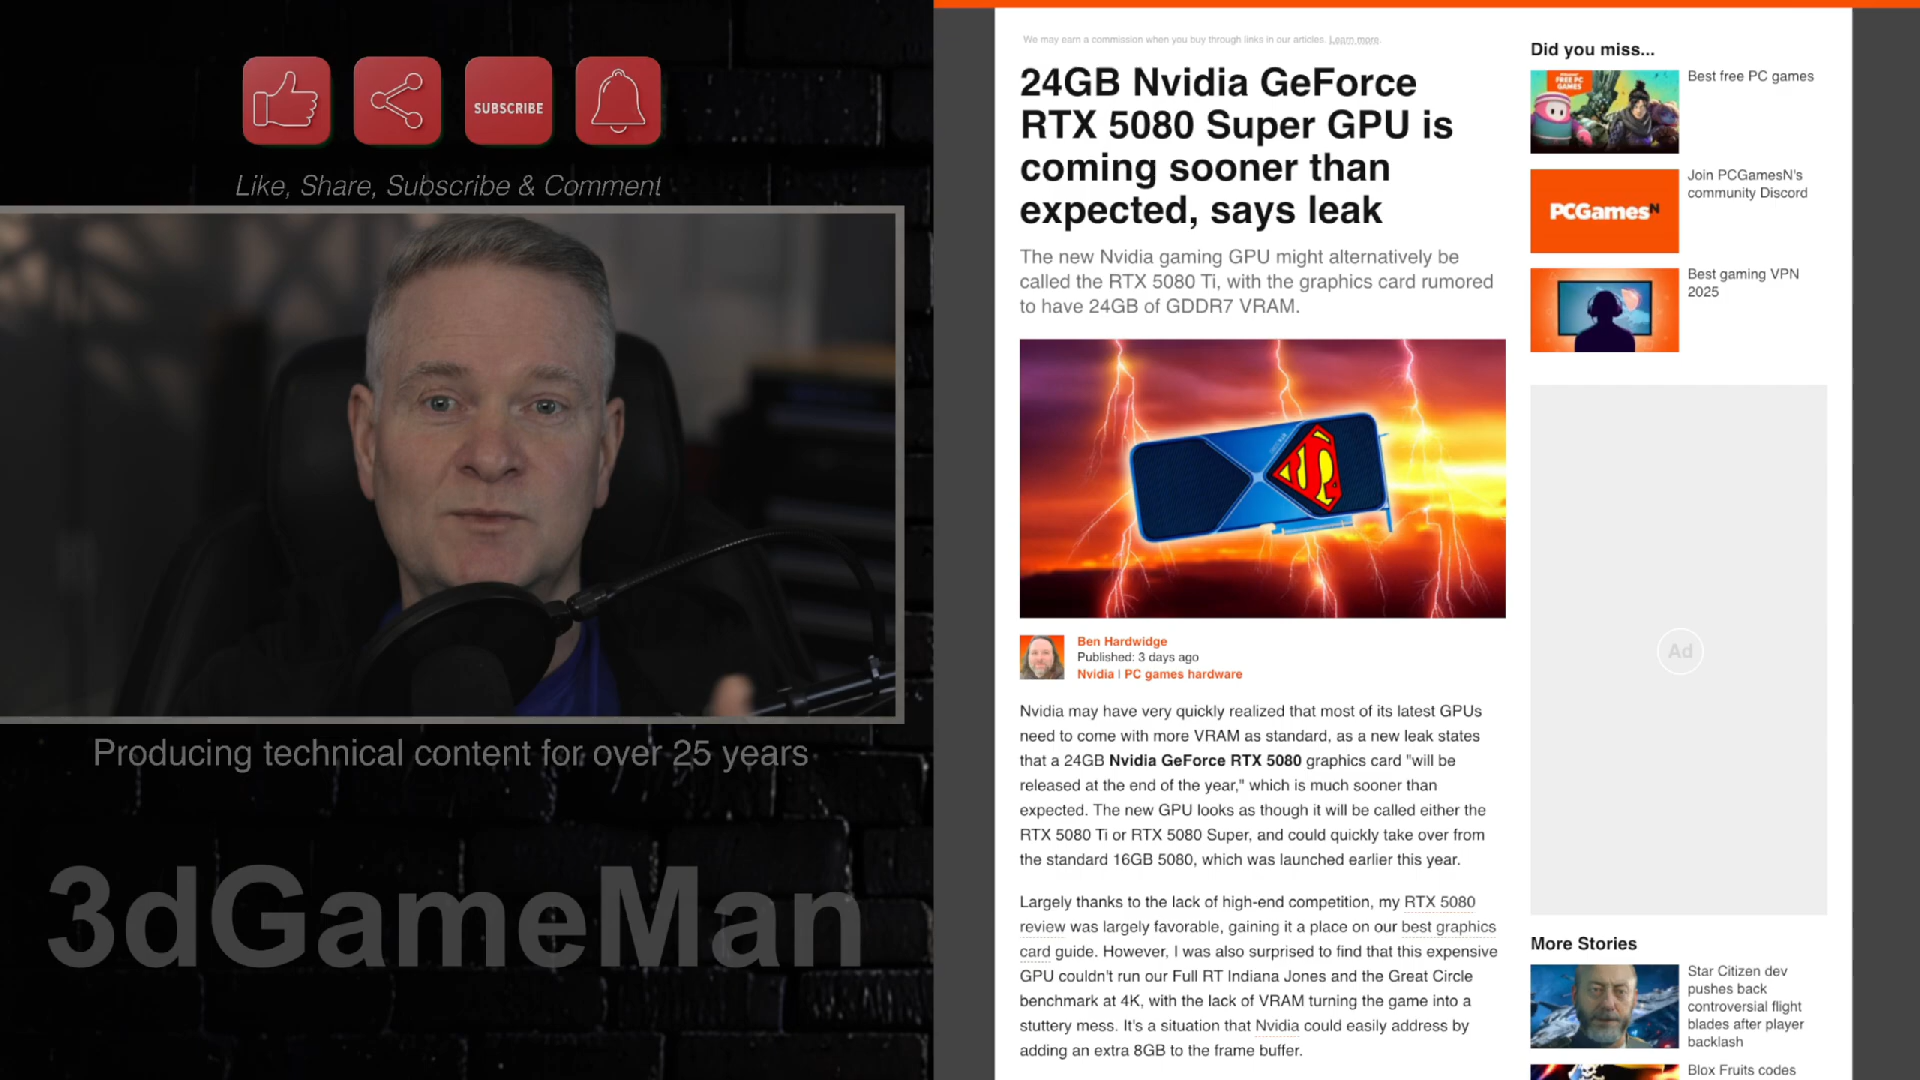 SUBSCRIBE
Like, Share, Subscribe & Comment
Producing technical content for over 25 years
3dGameMan
We may earn a commission when you buy through links in our articles. Learn more.
24GB Nvidia GeForce
RTX 5080 Super GPU is
coming sooner than
expected, says leak
The new Nvidia gaming GPU might alternatively be
called the RTX 5080 Ti, with the graphics card rumored
to have 24GB of GDDR7 VRAM.
Ben Hardwidge
Published: 3 days ago
Nvidia | PC games hardware
Nvidia may have very quickly realized that most of its latest GPUs
need to come with more VRAM as standard, as a new leak states
that a 24GB Nvidia GeForce RTX 5080 graphics card "will be
released at the end of the year," which is much sooner than
expected. The new GPU looks as though it will be called either the
RTX 5080 Ti or RTX 5080 Super, and could quickly take over from
the standard 16GB 5080, which was launched earlier this year.
Largely thanks to the lack of high-end competition, my RTX 5080
review was largely favorable, gaining it a place on our best graphics
card guide. However, I was also surprised to find that this expensive
GPU couldn't run our Full RT Indiana Jones and the Great Circle
benchmark at 4K, with the lack of VRAM turning the game into a
stuttery mess. It's a situation that Nvidia could easily address by
adding an extra 8GB to the frame buffer.
Did you miss...
FREE PC
GAMES
Best free PC games
PCGamesN
Join PCGamesN's
community Discord
Best gaming VPN
2025
Ad
More Stories
Star Citizen dev
pushes back
controversial flight
blades after player
backlash
Blox Fruits codes